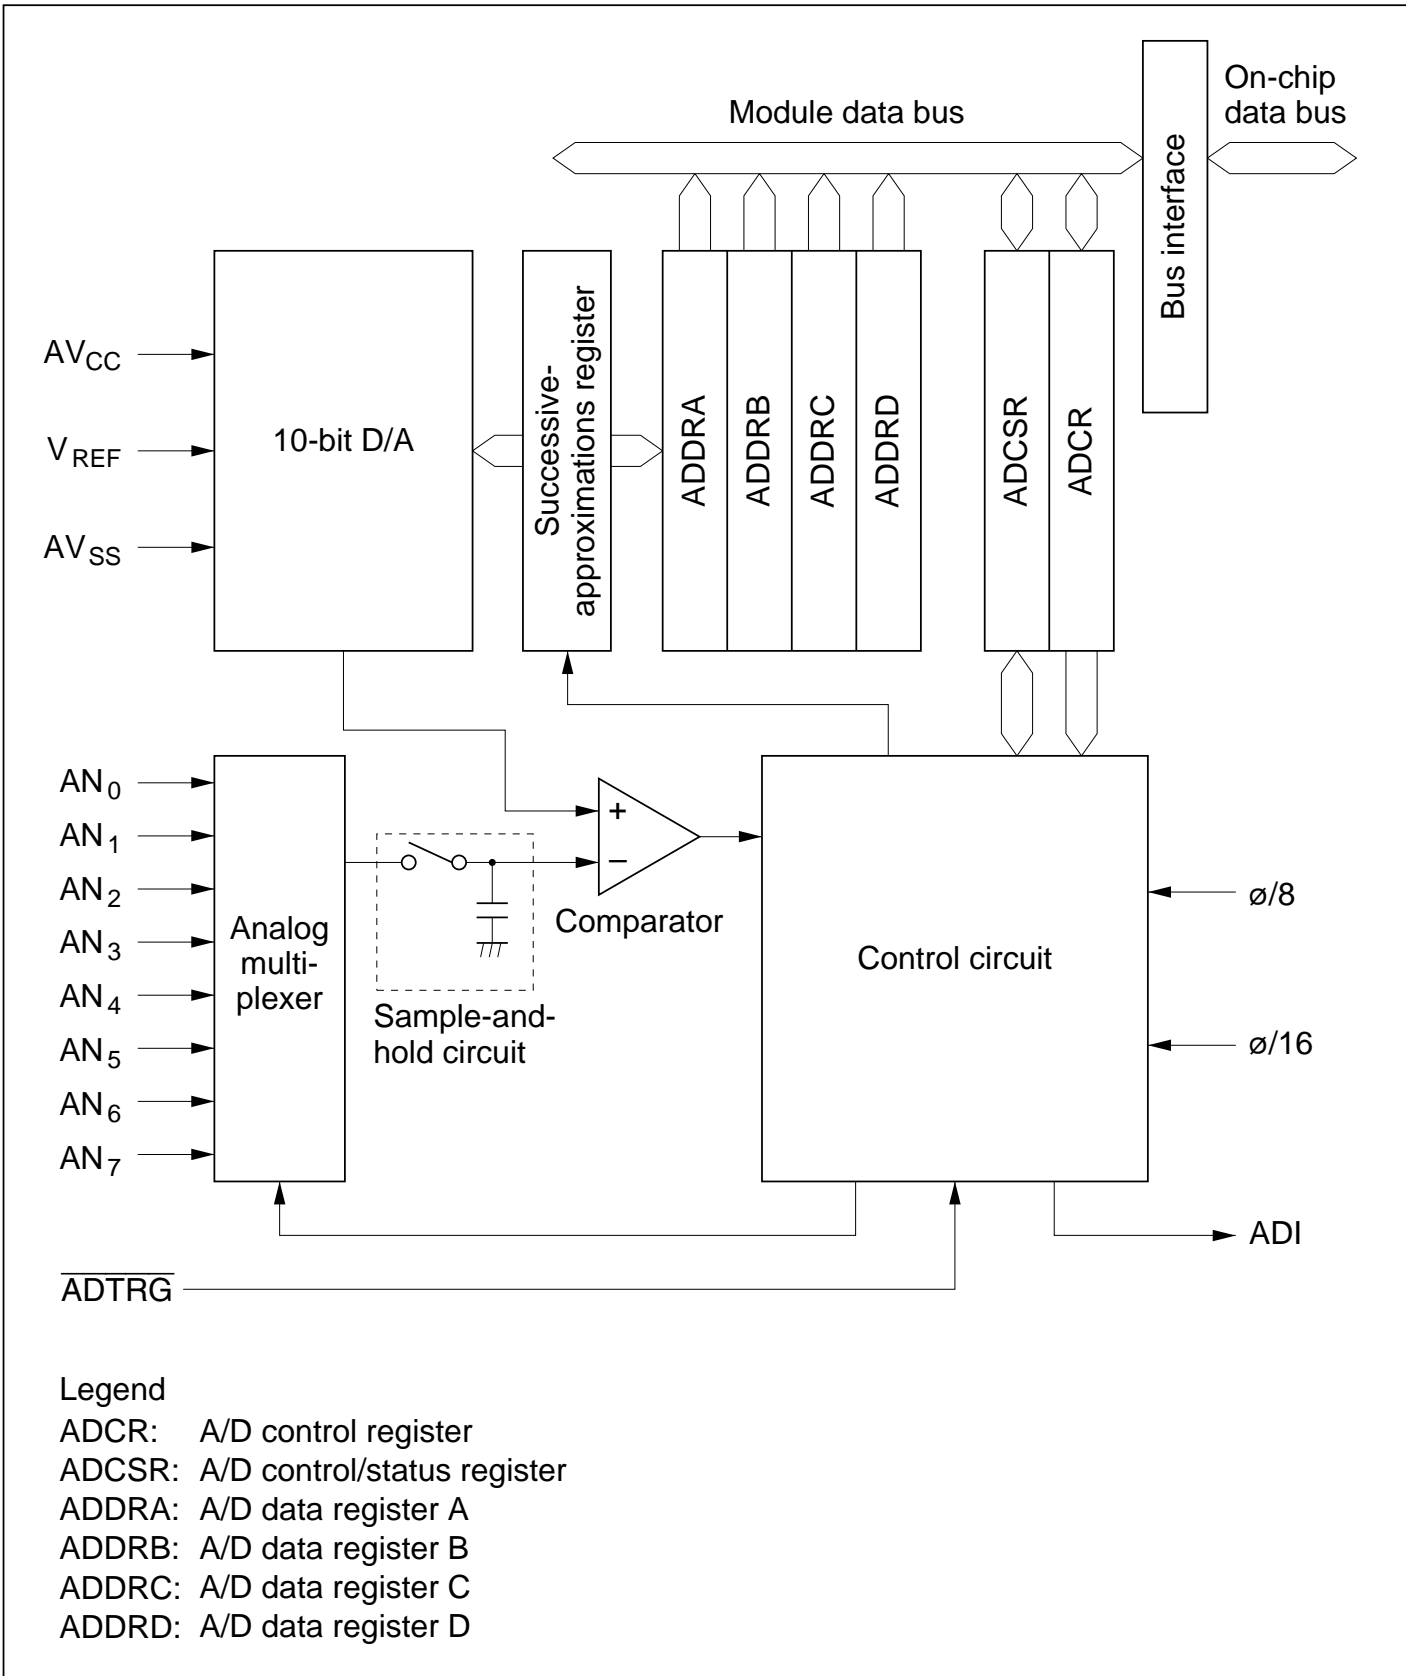 On-chip
data bus
Module data bus
Bus interface
AVCC
VREF
AVSS
10-bit D/A
Successive-
approximations register
ADDRA
ADDRB
ADDRC
ADDRD
ADCSR
ADCR
AN0
AN1
AN2
AN3
AN4
AN5
AN6
AN7
Analog
multi-
plexer
+
−
Comparator
Sample-and-
hold circuit
Control circuit
ø/8
ø/16
ADI
ADTRG
Legend
ADCR: A/D control register
ADCSR: A/D control/status register
ADDRA: A/D data register A
ADDRB: A/D data register B
ADDRC: A/D data register C
ADDRD: A/D data register D